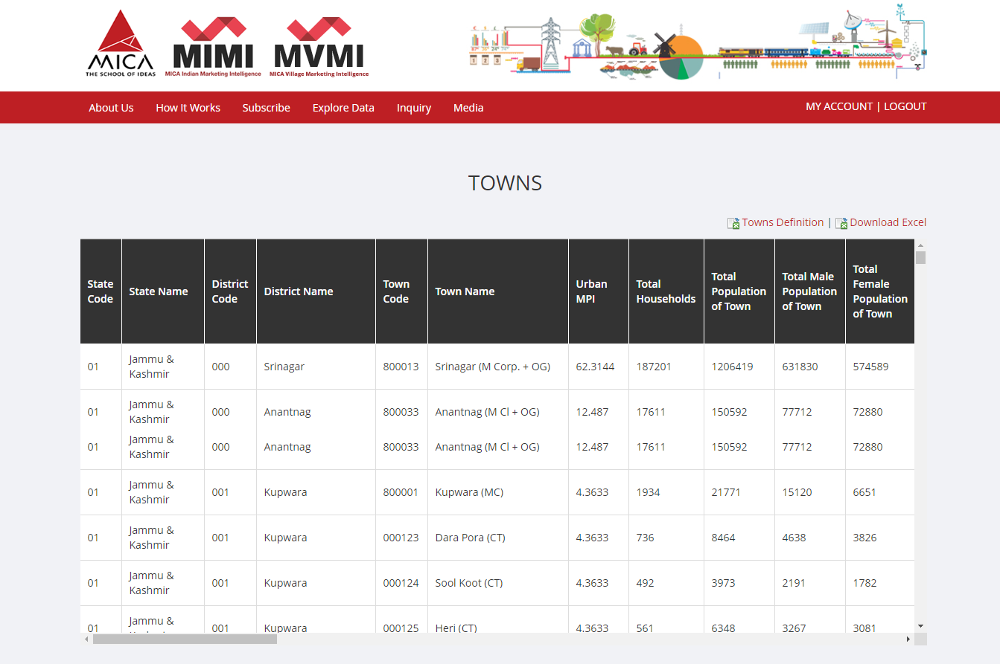 MICA
THE SCHOOL OF IDEAS
MIMI
MICA Indian Marketing Intelligence
MVMI
MICA Village Marketing Intelligence
About Us How It Works Subscribe Explore Data Inquiry Media MY ACCOUNT | LOGOUT
TOWNS
Towns Definition | Download Excel
State Code State Name District Code District Name Town Code Town Name Urban MPI Total Households Total Population of Town Total Male Population of Town Total Female Population of Town
01 Jammu & Kashmir 000 Srinagar 800013 Srinagar (M Corp. + OG) 62.3144 187201 1206419 631830 574589
01 Jammu & Kashmir 000 Anantnag 800033 Anantnag (M Cl + OG) 12.487 17611 150592 77712 72880
01 Jammu & Kashmir 000 Anantnag 800033 Anantnag (M Cl + OG) 12.487 17611 150592 77712 72880
01 Jammu & Kashmir 001 Kupwara 800001 Kupwara (MC) 4.3633 1934 21771 15120 6651
01 Jammu & Kashmir 001 Kupwara 000123 Dara Pora (CT) 4.3633 736 8464 4638 3826
01 Jammu & Kashmir 001 Kupwara 000124 Sool Koot (CT) 4.3633 492 3973 2191 1782
01 Jammu & 001 Kupwara 000125 Heri (CT) 4.3633 561 6348 3267 3081